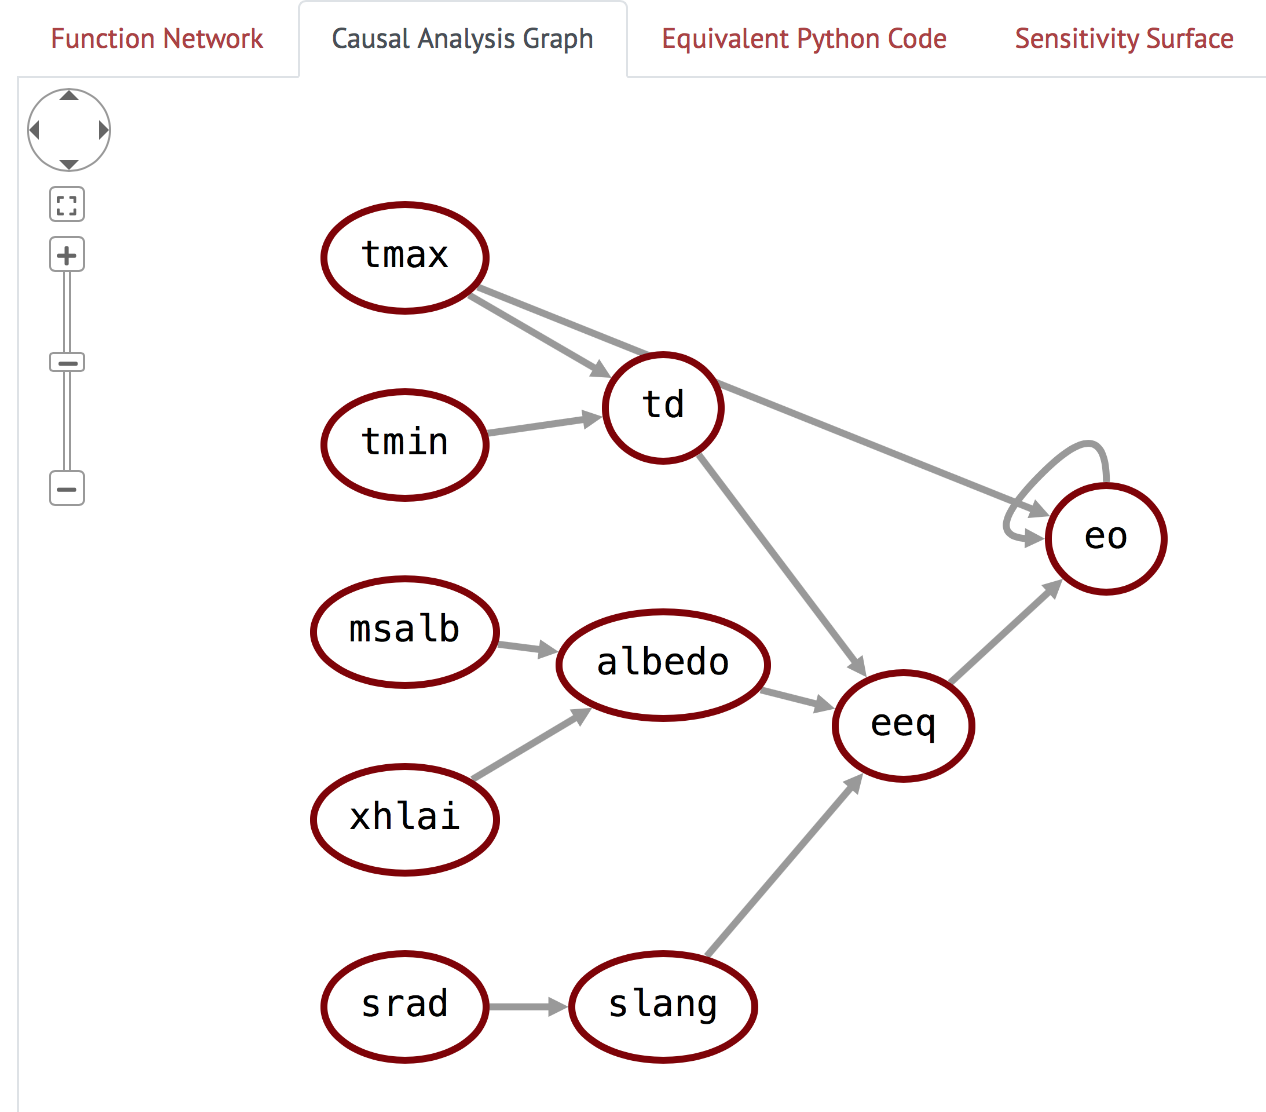 Function Network
Causal Analysis Graph
Equivalent Python Code
Sensitivity Surface
tmax
td
tmin
eo
msalb
albedo
eeq
xhlai
srad
slang